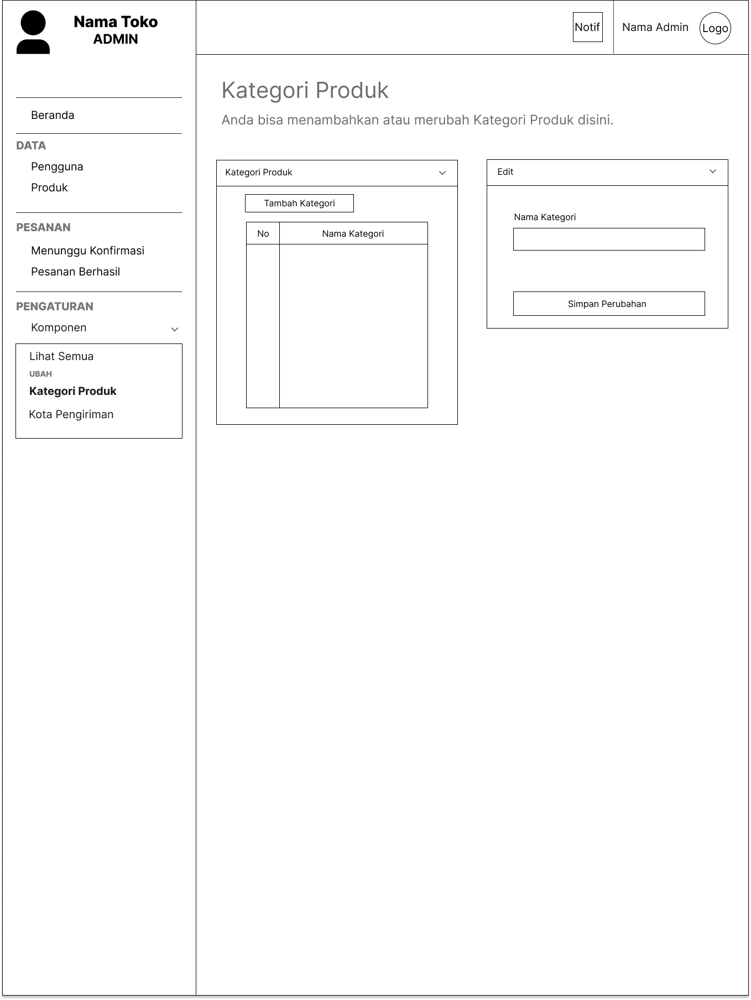 Nama Toko
ADMIN
Beranda
DATA
Pengguna
Produk
PESANAN
Menunggu Konfirmasi
Pesanan Berhasil
PENGATURAN
Komponen
Lihat Semua
UBAH
Kategori Produk
Kota Pengiriman
Notif
Nama Admin
Logo
Kategori Produk
Anda bisa menambahkan atau merubah Kategori Produk disini.
Kategori Produk
Tambah Kategori
No Nama Kategori
Edit
Nama Kategori
Simpan Perubahan